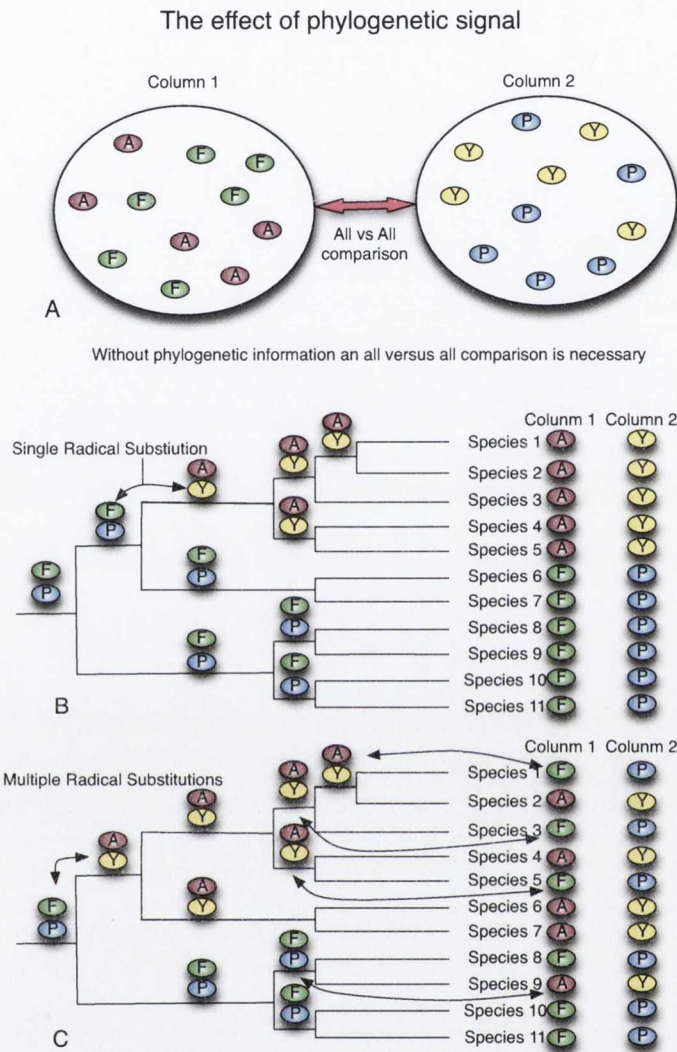 The effect of phylogenetic signal
Column 1
Column 2
A
F
F
A
F
F
A
A
F
F
A
P
Y
Y
Y
P
Y
P
Y
P
P
P
All vs All
comparison
A
Without phylogenetic information an all versus all comparison is necessary
Colunm 1 Column 2
Single Radical Substiution
A
Y
A
Y
A
Y
A
Y
F
P
F
P
F
P
F
P
F
P
F
P
Species 1 A Y
Species 2 A Y
Species 3 A Y
Species 4 A Y
Species 5 A Y
Species 6 F P
Species 7 F P
Species 8 F P
Species 9 F P
Species 10 F P
Species 11 F P
B
Colunm 1 Colunm 2
Multiple Radical Substitutions
A
Y
A
Y
A
Y
A
Y
A
Y
A
Y
F
P
F
P
F
P
F
P
Species 1 F P
Species 2 A Y
Species 3 F P
Species 4 A Y
Species 5 F P
Species 6 A Y
Species 7 A Y
Species 8 F P
Species 9 A Y
Species 10 F P
Species 11 F P
C